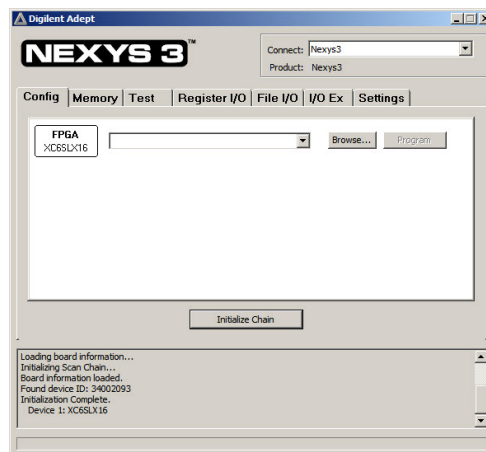 Digilent Adept
NEXYS 3™
Connect: Nexys3
Product: Nexys3
Config Memory Test Register I/O File I/O I/O Ex Settings
FPGA
XC6SLX16
Browse... Program
Initialize Chain
Loading board information...
Initializing Scan Chain...
Board information loaded.
Found device ID: 34002093
Initialization Complete.
Device 1: XC6SLX16